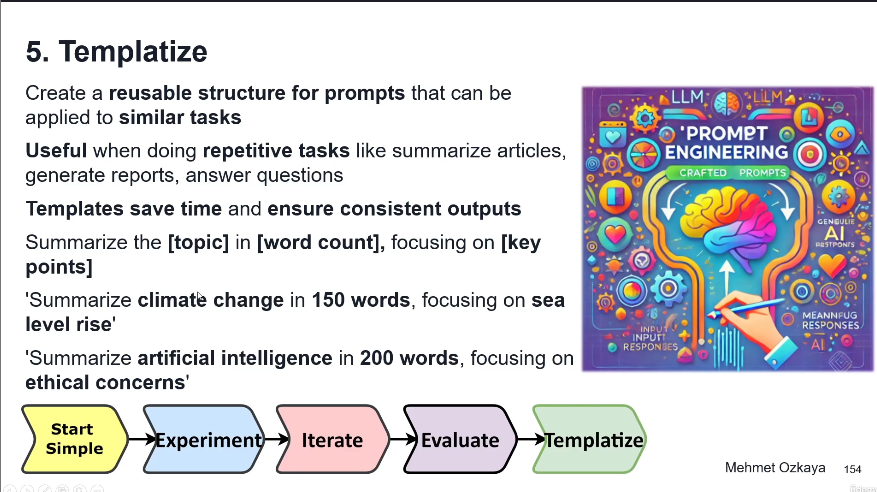 5. Templatize
Create a reusable structure for prompts that can be
applied to similar tasks
Useful when doing repetitive tasks like summarize articles,
generate reports, answer questions
Templates save time and ensure consistent outputs
Summarize the [topic] in [word count], focusing on [key
points]
'Summarize climate change in 150 words, focusing on sea
level rise'
'Summarize artificial intelligence in 200 words, focusing on
ethical concerns'
LLM
LLM
'PROMPT
ENGINEERING
CRAFTED PROMPTS
AI
INPUT
INPUTT
RESPONSES
MEANNFUG
RESPONSES
AI
Start
Simple
Experiment
Iterate
Evaluate
Templatize
Mehmet Ozkaya
154